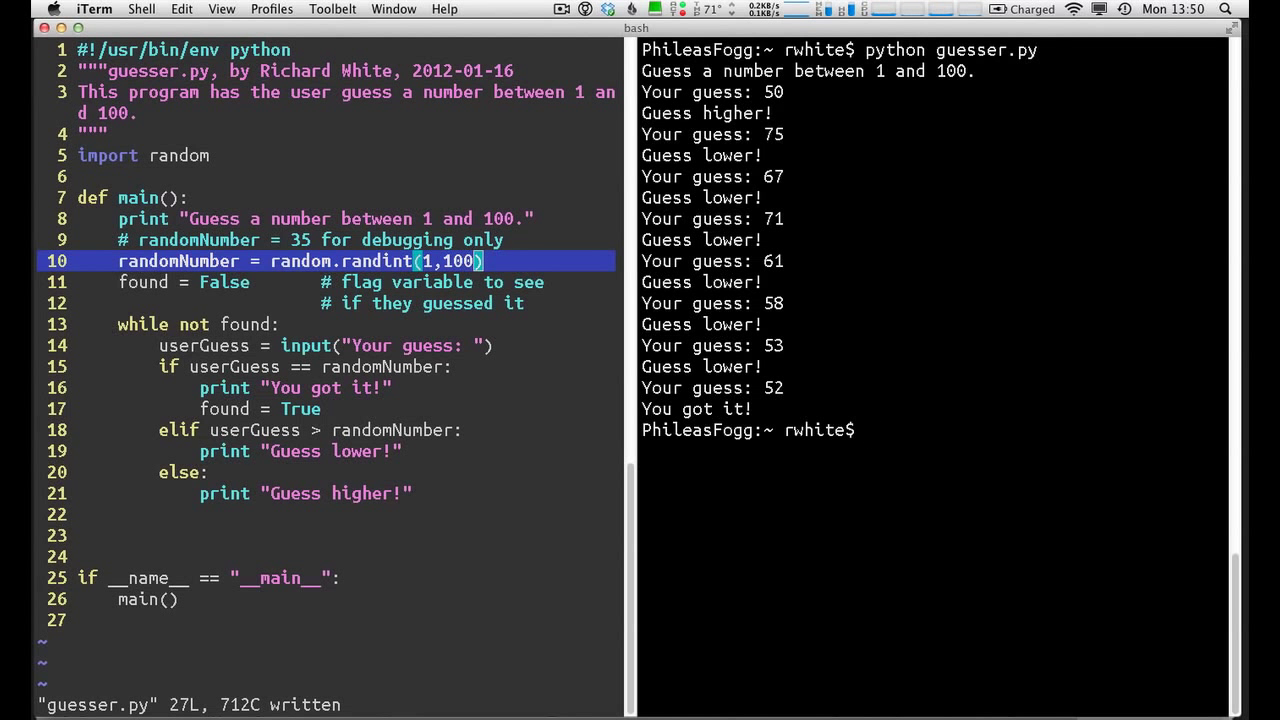 iTerm Shell Edit View Profiles Toolbelt Window Help 71° 0.2KB/s 0.1KB/s Charged Mon 13:50
bash
1 #!/usr/bin/env python
2 """guesser.py, by Richard White, 2012-01-16
3 This program has the user guess a number between 1 an
d 100.
4 """
5 import random
6
7 def main():
8     print "Guess a number between 1 and 100."
9     # randomNumber = 35 for debugging only
10     randomNumber = random.randint(1,100)
11     found = False       # flag variable to see
12                         # if they guessed it
13     while not found:
14         userGuess = input("Your guess: ")
15         if userGuess == randomNumber:
16             print "You got it!"
17             found = True
18         elif userGuess > randomNumber:
19             print "Guess lower!"
20         else:
21             print "Guess higher!"
22
23
24
25 if __name__ == "__main__":
26     main()
27
~
~
~
"guesser.py" 27L, 712C written
PhileasFogg:~ rwhite$ python guesser.py
Guess a number between 1 and 100.
Your guess: 50
Guess higher!
Your guess: 75
Guess lower!
Your guess: 67
Guess lower!
Your guess: 71
Guess lower!
Your guess: 61
Guess lower!
Your guess: 58
Guess lower!
Your guess: 53
Guess lower!
Your guess: 52
You got it!
PhileasFogg:~ rwhite$